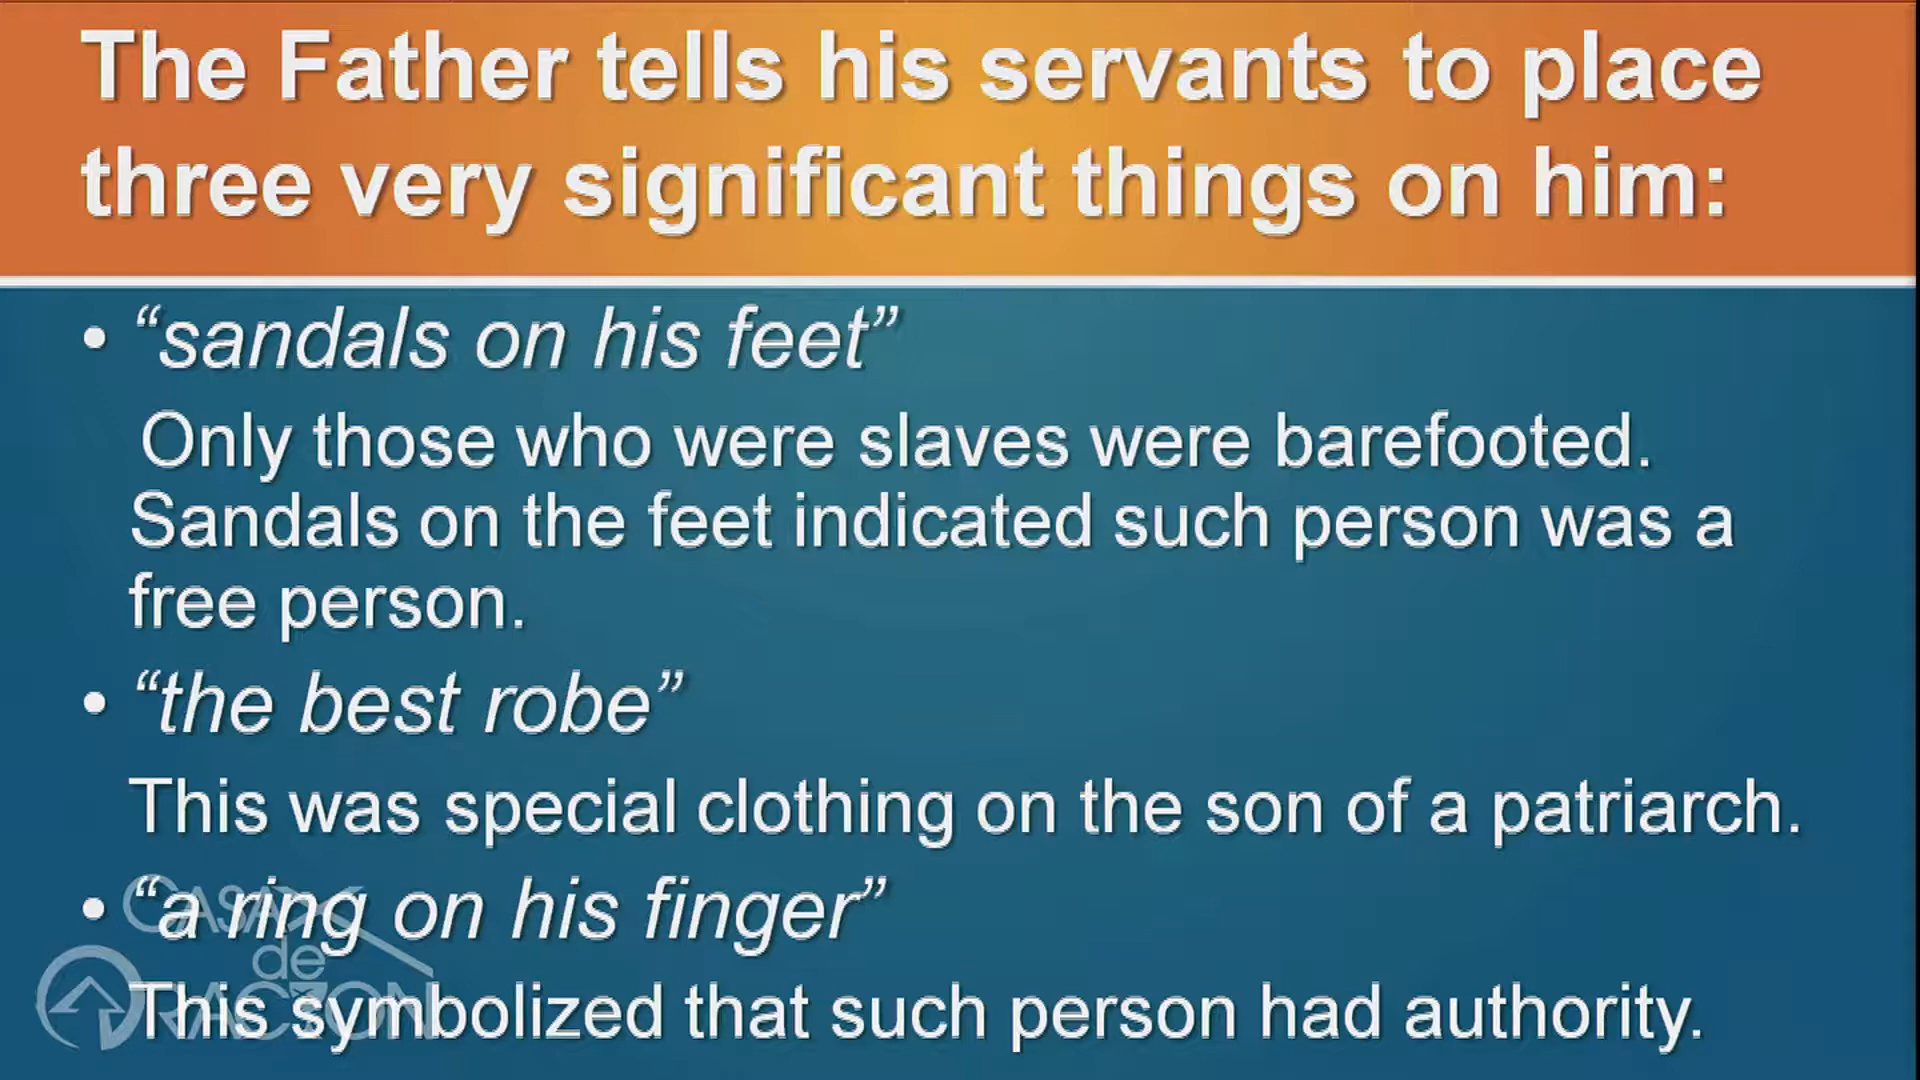 The Father tells his servants to place
three very significant things on him:
• “sandals on his feet”
Only those who were slaves were barefooted.
Sandals on the feet indicated such person was a
free person.
• “the best robe”
This was special clothing on the son of a patriarch.
• “a ring on his finger”
This symbolized that such person had authority.
CASA
de
ORACION